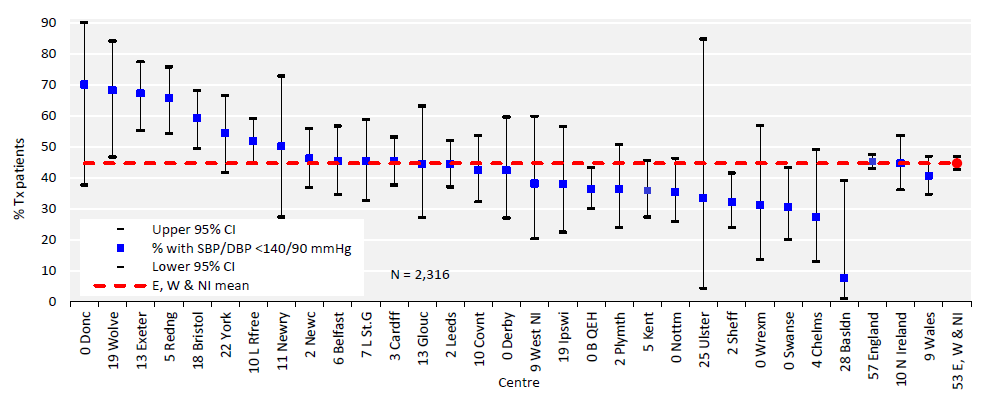 90
80
70
60
50
40
30
20
10
0
% Tx patients
Upper 95% CI
% with SBP/DBP <140/90 mmHg
Lower 95% CI
E, W & NI mean
N = 2,316
0 Donc
19 Wolve
13 Exeter
5 Redng
18 Bristol
22 York
10 L Rfree
11 Newry
2 Newc
6 Belfast
7 L St.G
3 Cardff
13 Glouc
2 Leeds
10 Covnt
0 Derby
9 West NI
19 Ipswi
0 B QEH
2 Plymth
5 Kent
0 Nottm
25 Ulster
2 Sheff
0 Wrexm
0 Swanse
4 Chelms
28 Basldn
57 England
10 N Ireland
9 Wales
53 E, W & NI
Centre